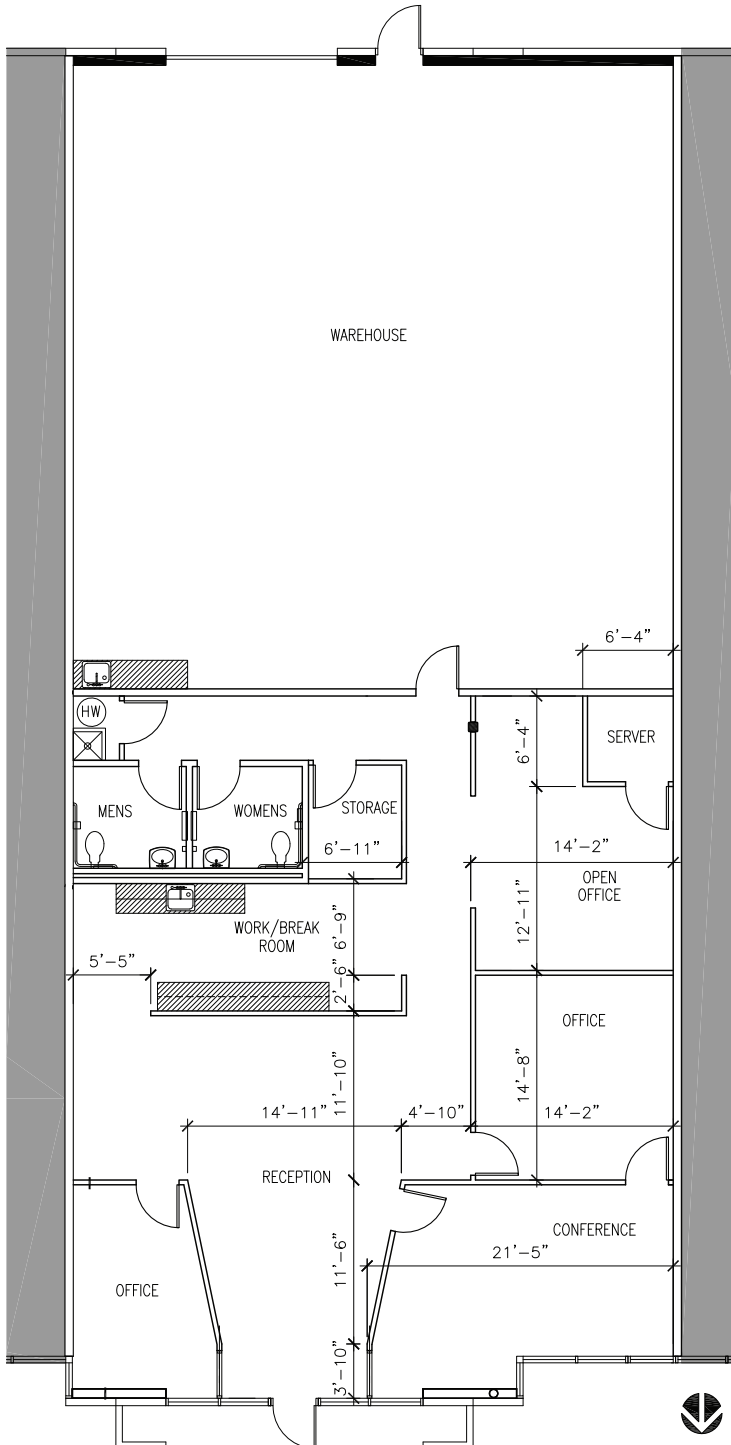 WAREHOUSE
6'-4"
HW
6'-4"
SERVER
MENS
WOMENS
STORAGE
6'-11"
14'-2"
OPEN
OFFICE
12'-11"
WORK/BREAK
ROOM
6'-9"
5'-5"
2'-6"
OFFICE
11'-10"
14'-8"
14'-11"
4'-10"
14'-2"
RECEPTION
CONFERENCE
11'-6"
21'-5"
OFFICE
3'-10"